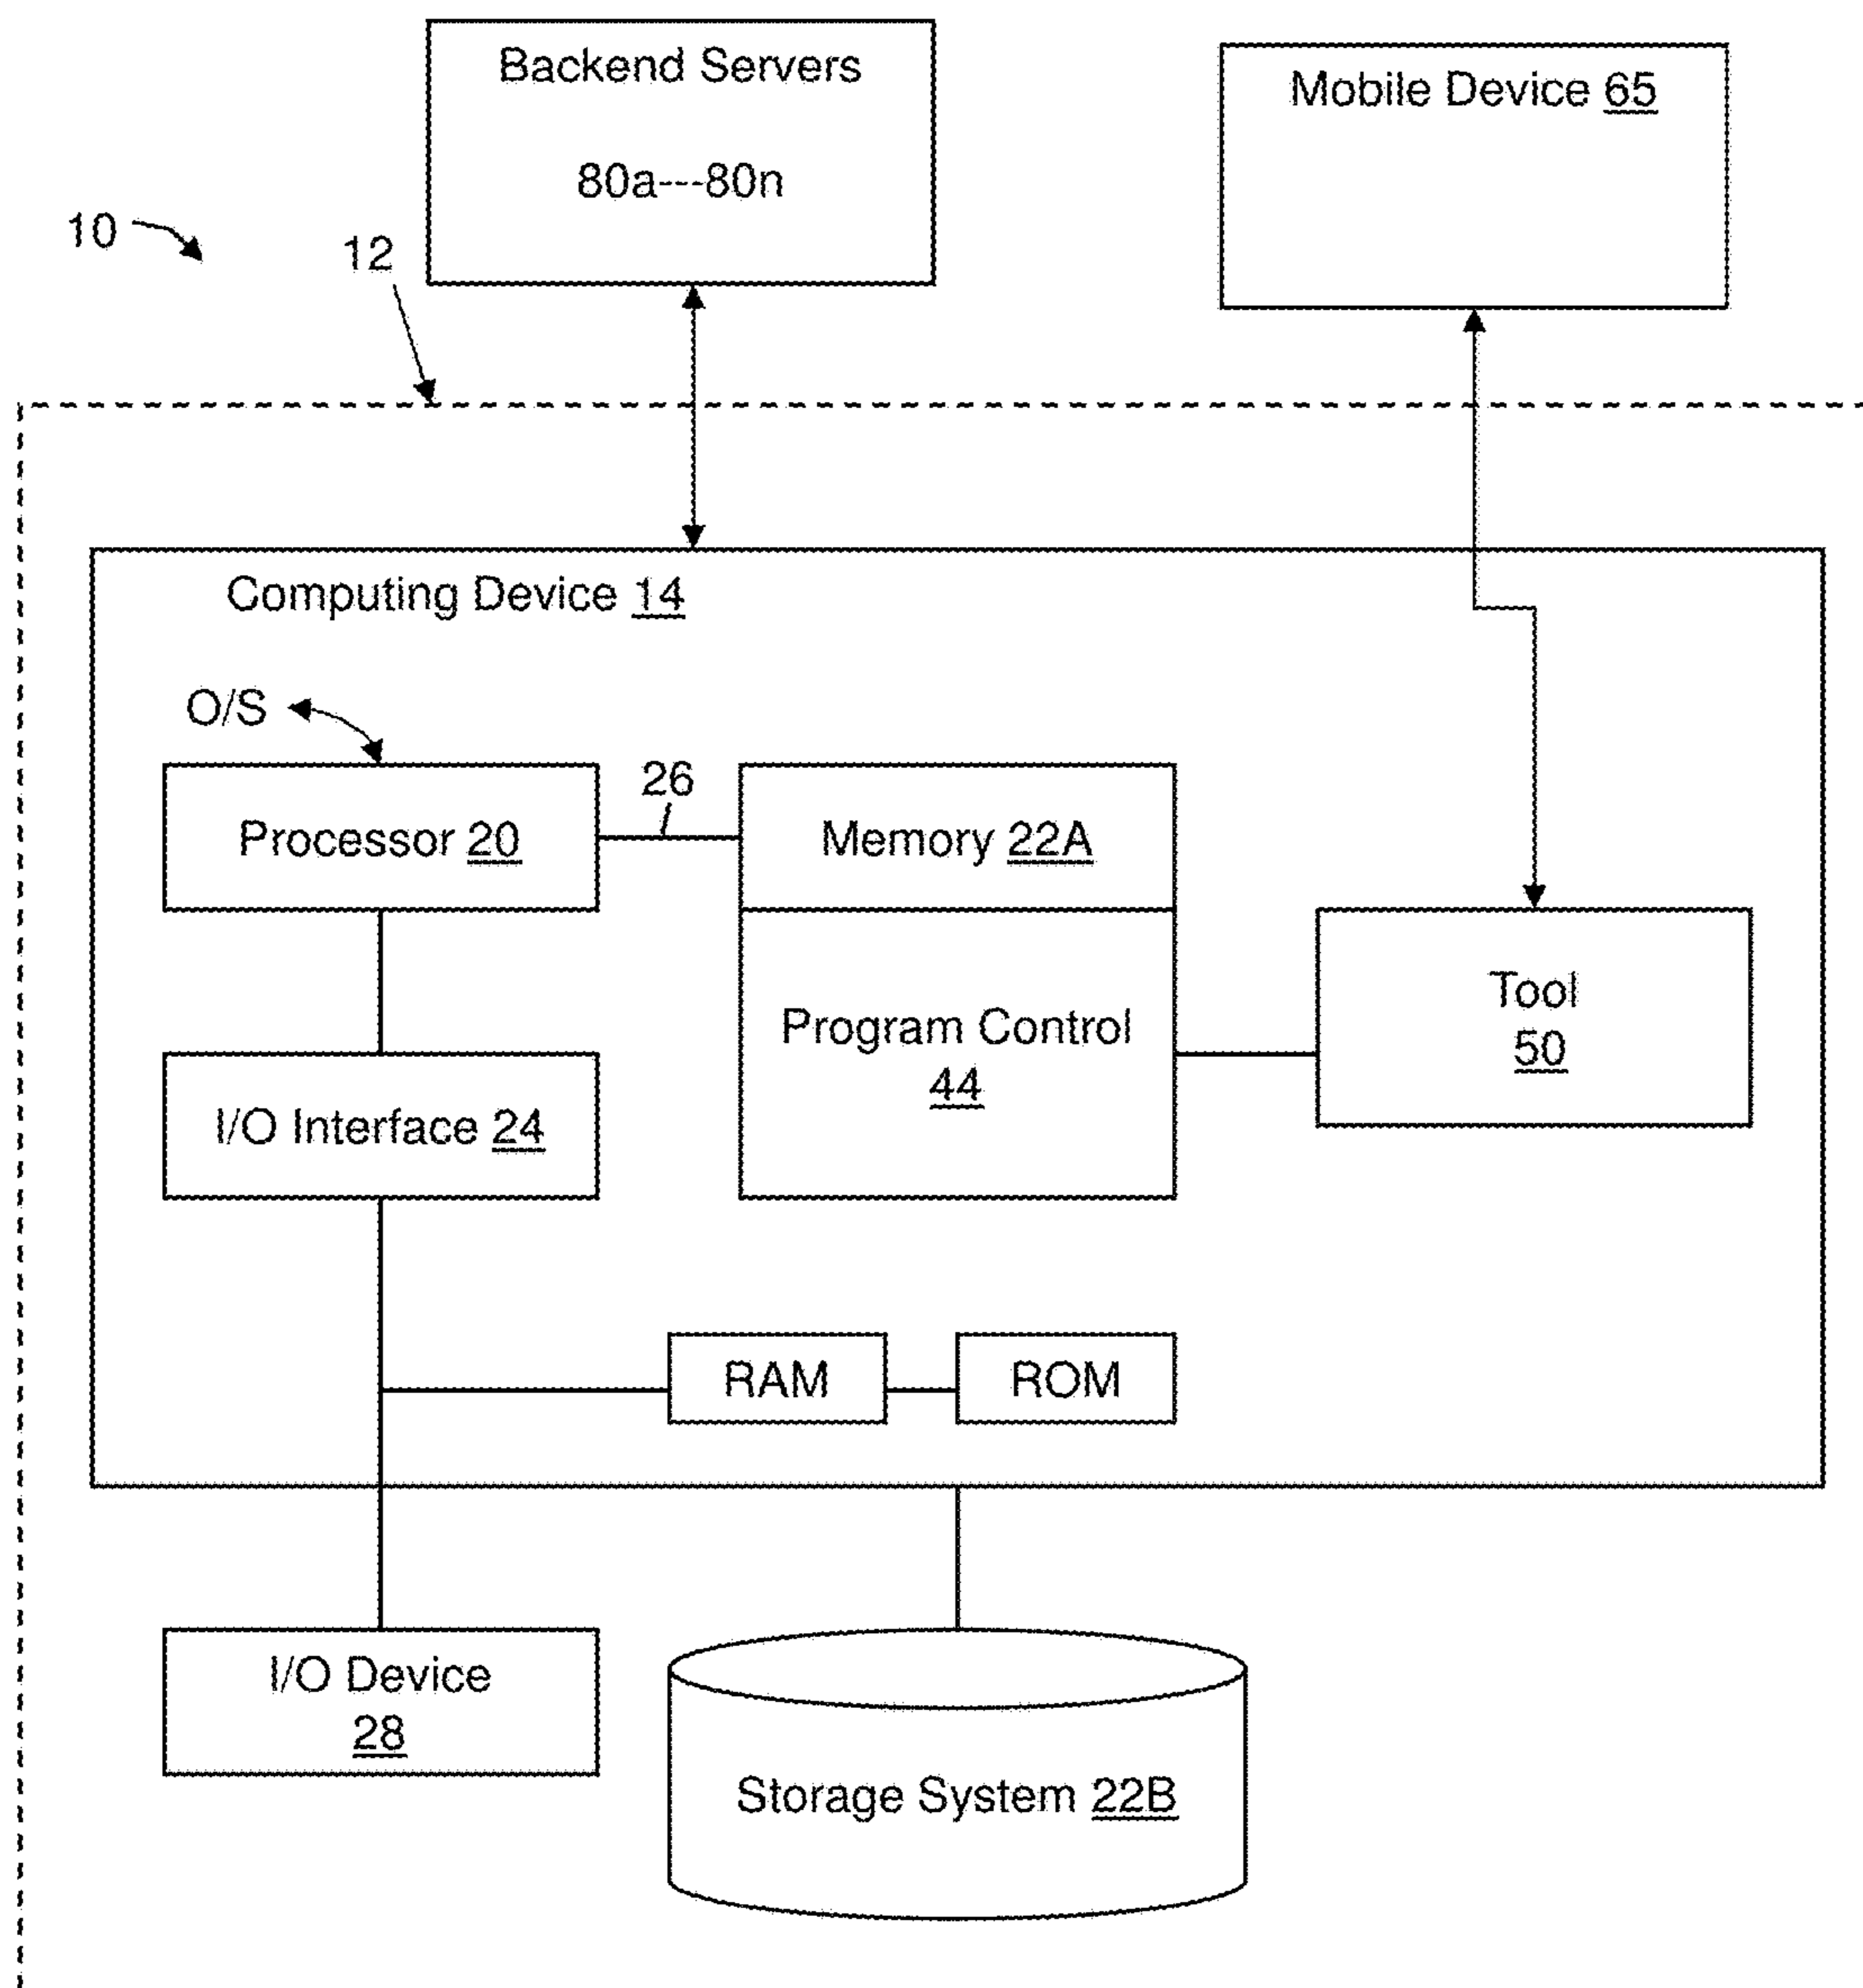 Backend Servers
80a---80n
Mobile Device 65
10
12
Computing Device 14
O/S
26
Processor 20
Memory 22A
Program Control
44
Tool
50
I/O Interface 24
RAM
ROM
I/O Device
28
Storage System 22B